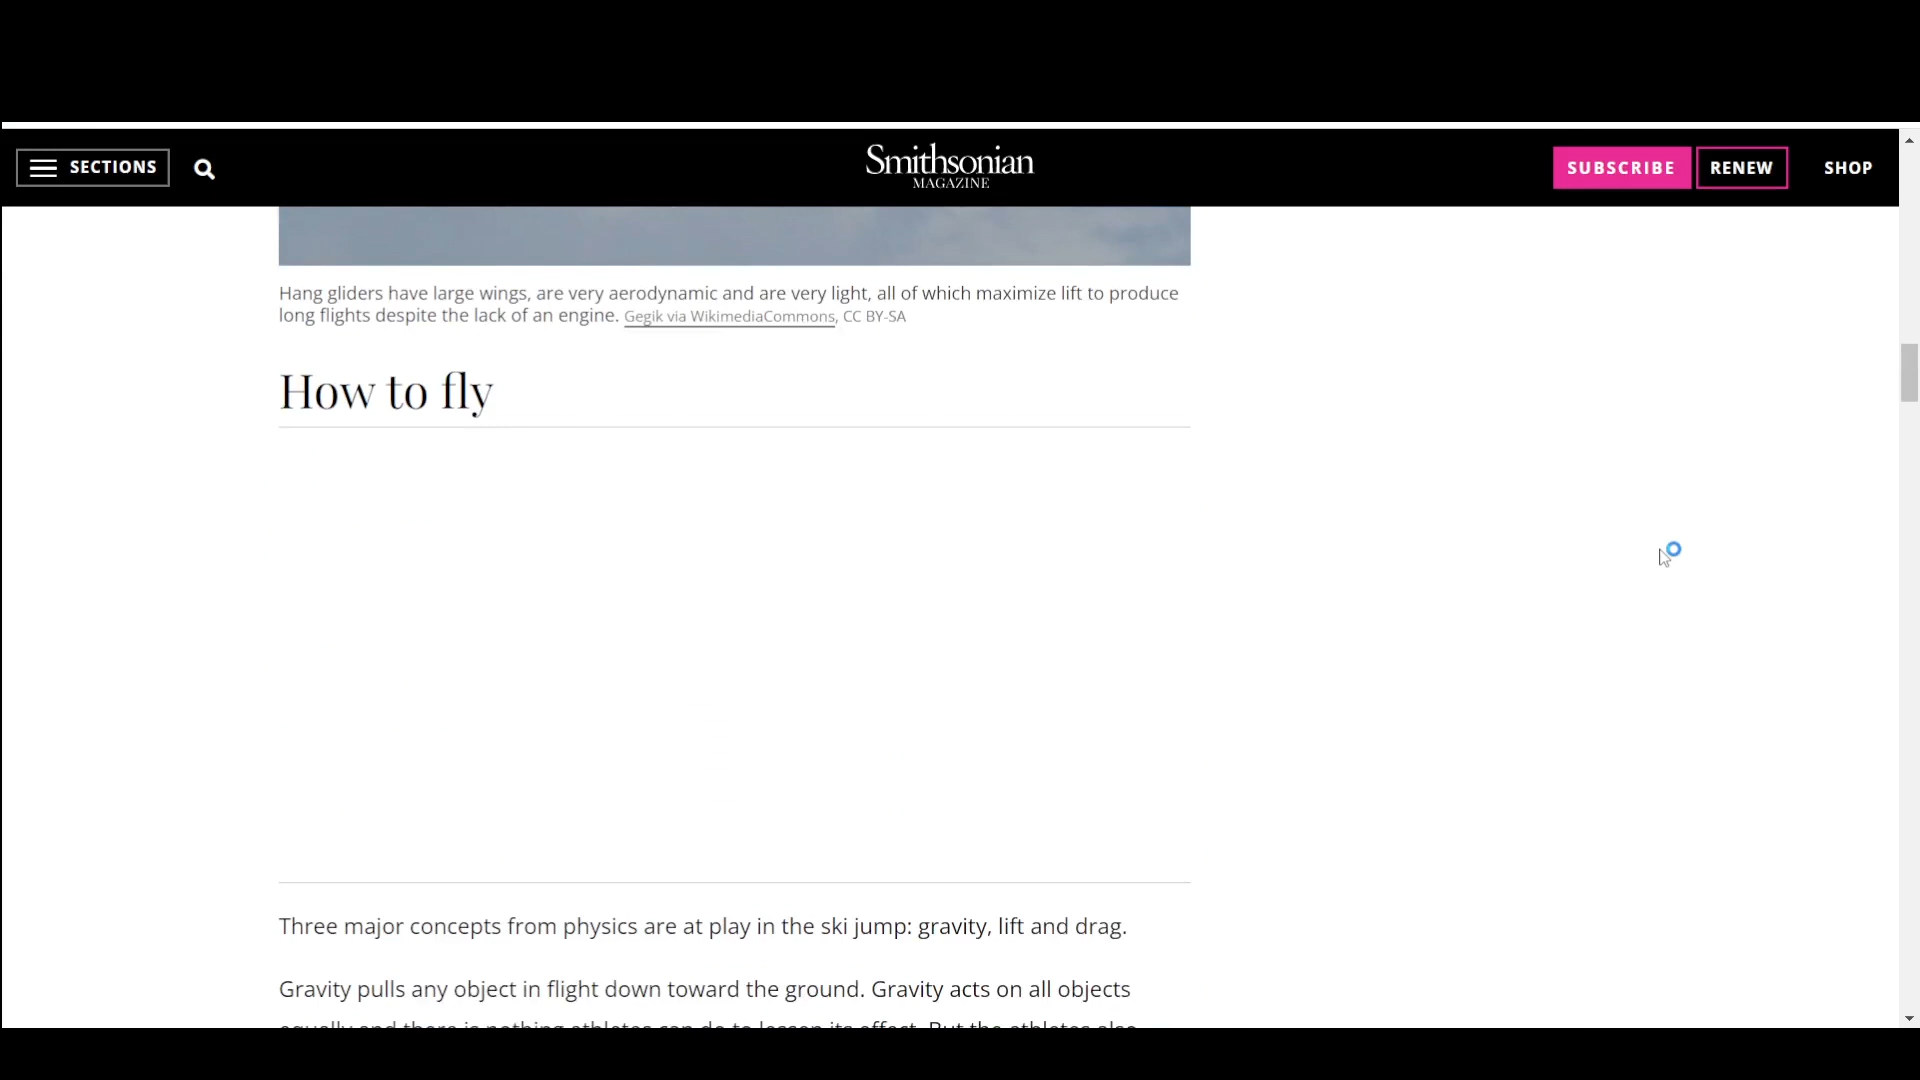 SECTIONS
Smithsonian
MAGAZINE
SUBSCRIBE
RENEW
SHOP
Hang gliders have large wings, are very aerodynamic and are very light, all of which maximize lift to produce
long flights despite the lack of an engine. Gegik via WikimediaCommons, CC BY-SA
How to fly
Three major concepts from physics are at play in the ski jump: gravity, lift and drag.
Gravity pulls any object in flight down toward the ground. Gravity acts on all objects
equally and there is nothing athletes can do to lessen its effect. But the athletes also